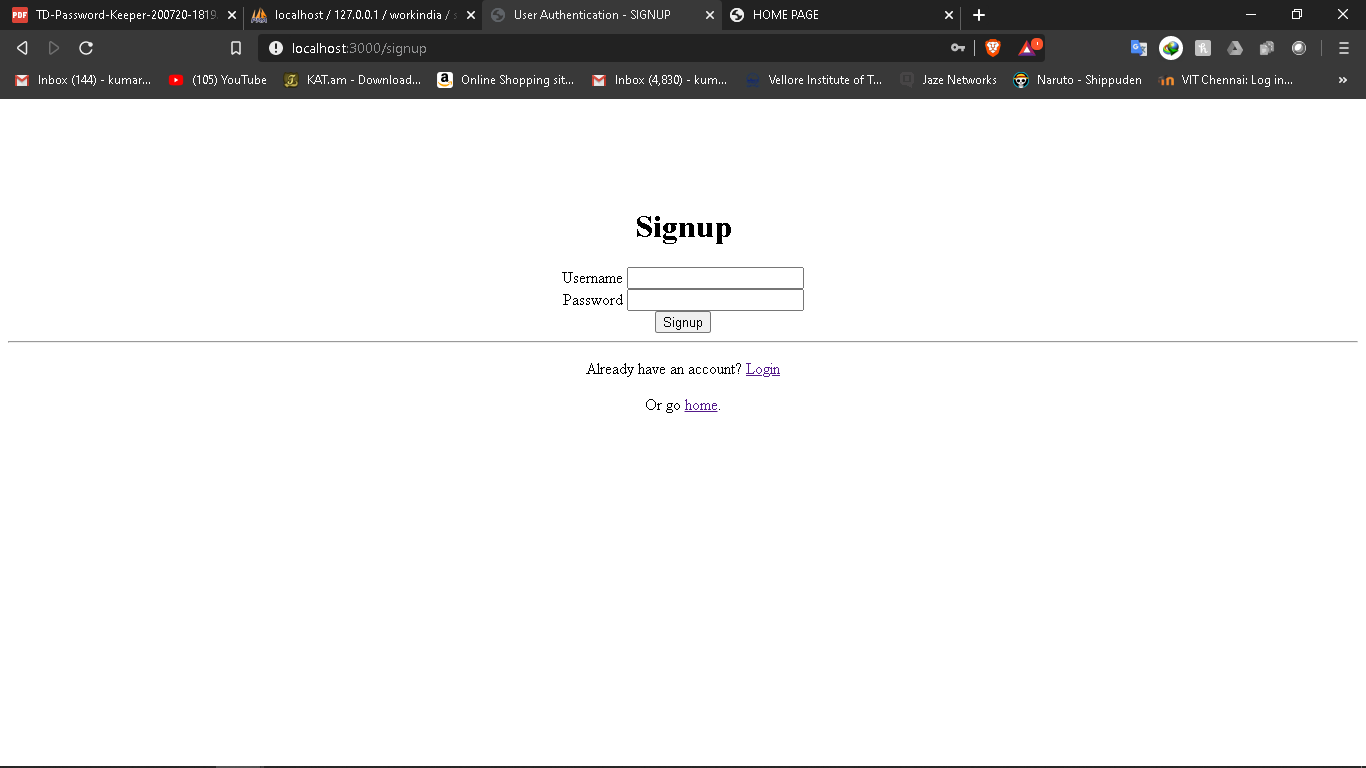 PDF TD-Password-Keeper-200720-1819 localhost / 127.0.0.1 / workindia / s User Authentication - SIGNUP HOME PAGE
localhost:3000/signup 1
Inbox (144) - kumar... (105) YouTube KAT.am - Download... Online Shopping sit... Inbox (4,830) - kum... Vellore Institute of T... Jaze Networks Naruto - Shippuden VIT Chennai: Log in... »
Signup
Username
Password
Signup
Already have an account? Login
Or go home.